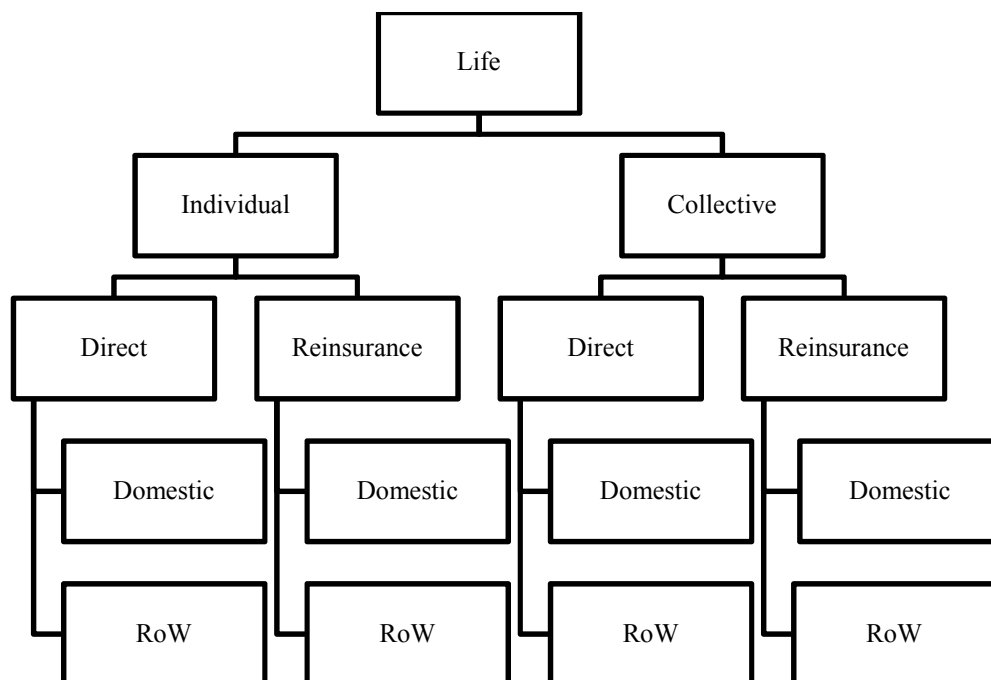 Life
Individual
Collective
Direct
Reinsurance
Direct
Reinsurance
Domestic
Domestic
Domestic
Domestic
RoW
RoW
RoW
RoW